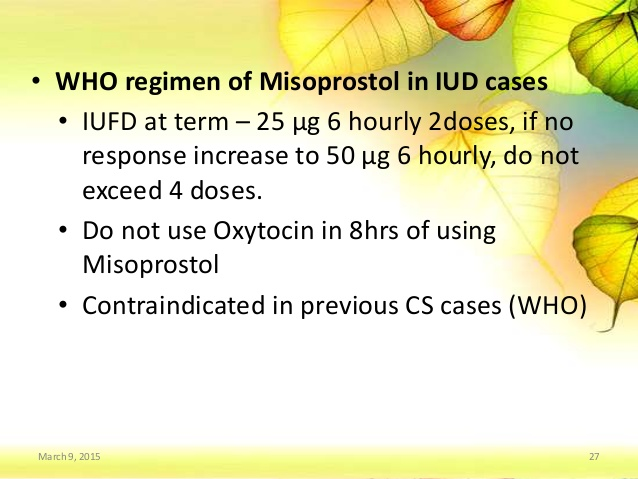 • WHO regimen of Misoprostol in IUD cases
• IUFD at term – 25 µg 6 hourly 2doses, if no
response increase to 50 µg 6 hourly, do not
exceed 4 doses.
• Do not use Oxytocin in 8hrs of using
Misoprostol
• Contraindicated in previous CS cases (WHO)
March 9, 2015
27